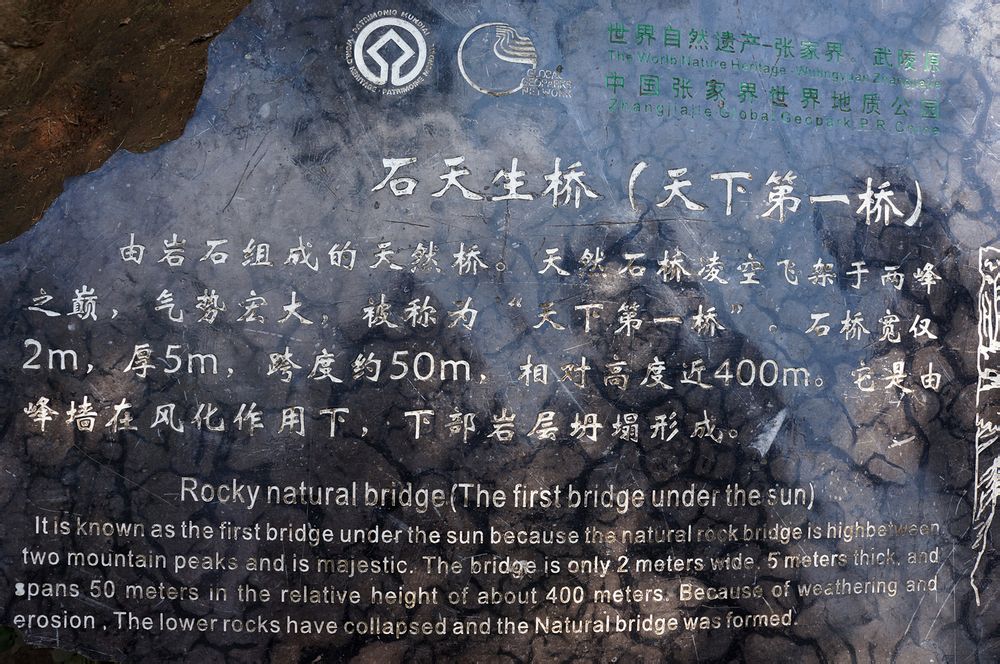 PATRIMONIO MUNDIAL
GLOBAL
GEOPARKS
NETWORK
世界自然遗产-张家界。武陵源
The World Nature Heritage -Wulingyuan Zhangjiajie
中国张家界世界地质公园
Zhangjiajie Global Geopark P.R China
石天生桥（天下第一桥）
由岩石组成的天然桥。天然石桥凌空飞架于两峰
之巅，气势宏大，被称为“天下第一桥”。石桥宽仅
2m，厚5m，跨度约50m，相对高度近400m。它是由
峰墙在风化作用下，下部岩层坍塌形成。
Rocky natural bridge(The first bridge under the sun)
It is known as the first bridge under the sun because the natural rock bridge is highbetween
two mountain peaks and is majestic. The bridge is only 2 meters wide, 5 meters thick, and
spans 50 meters in the relative height of about 400 meters. Because of weathering and
erosion , The lower rocks have collapsed and the Natural bridge was formed.